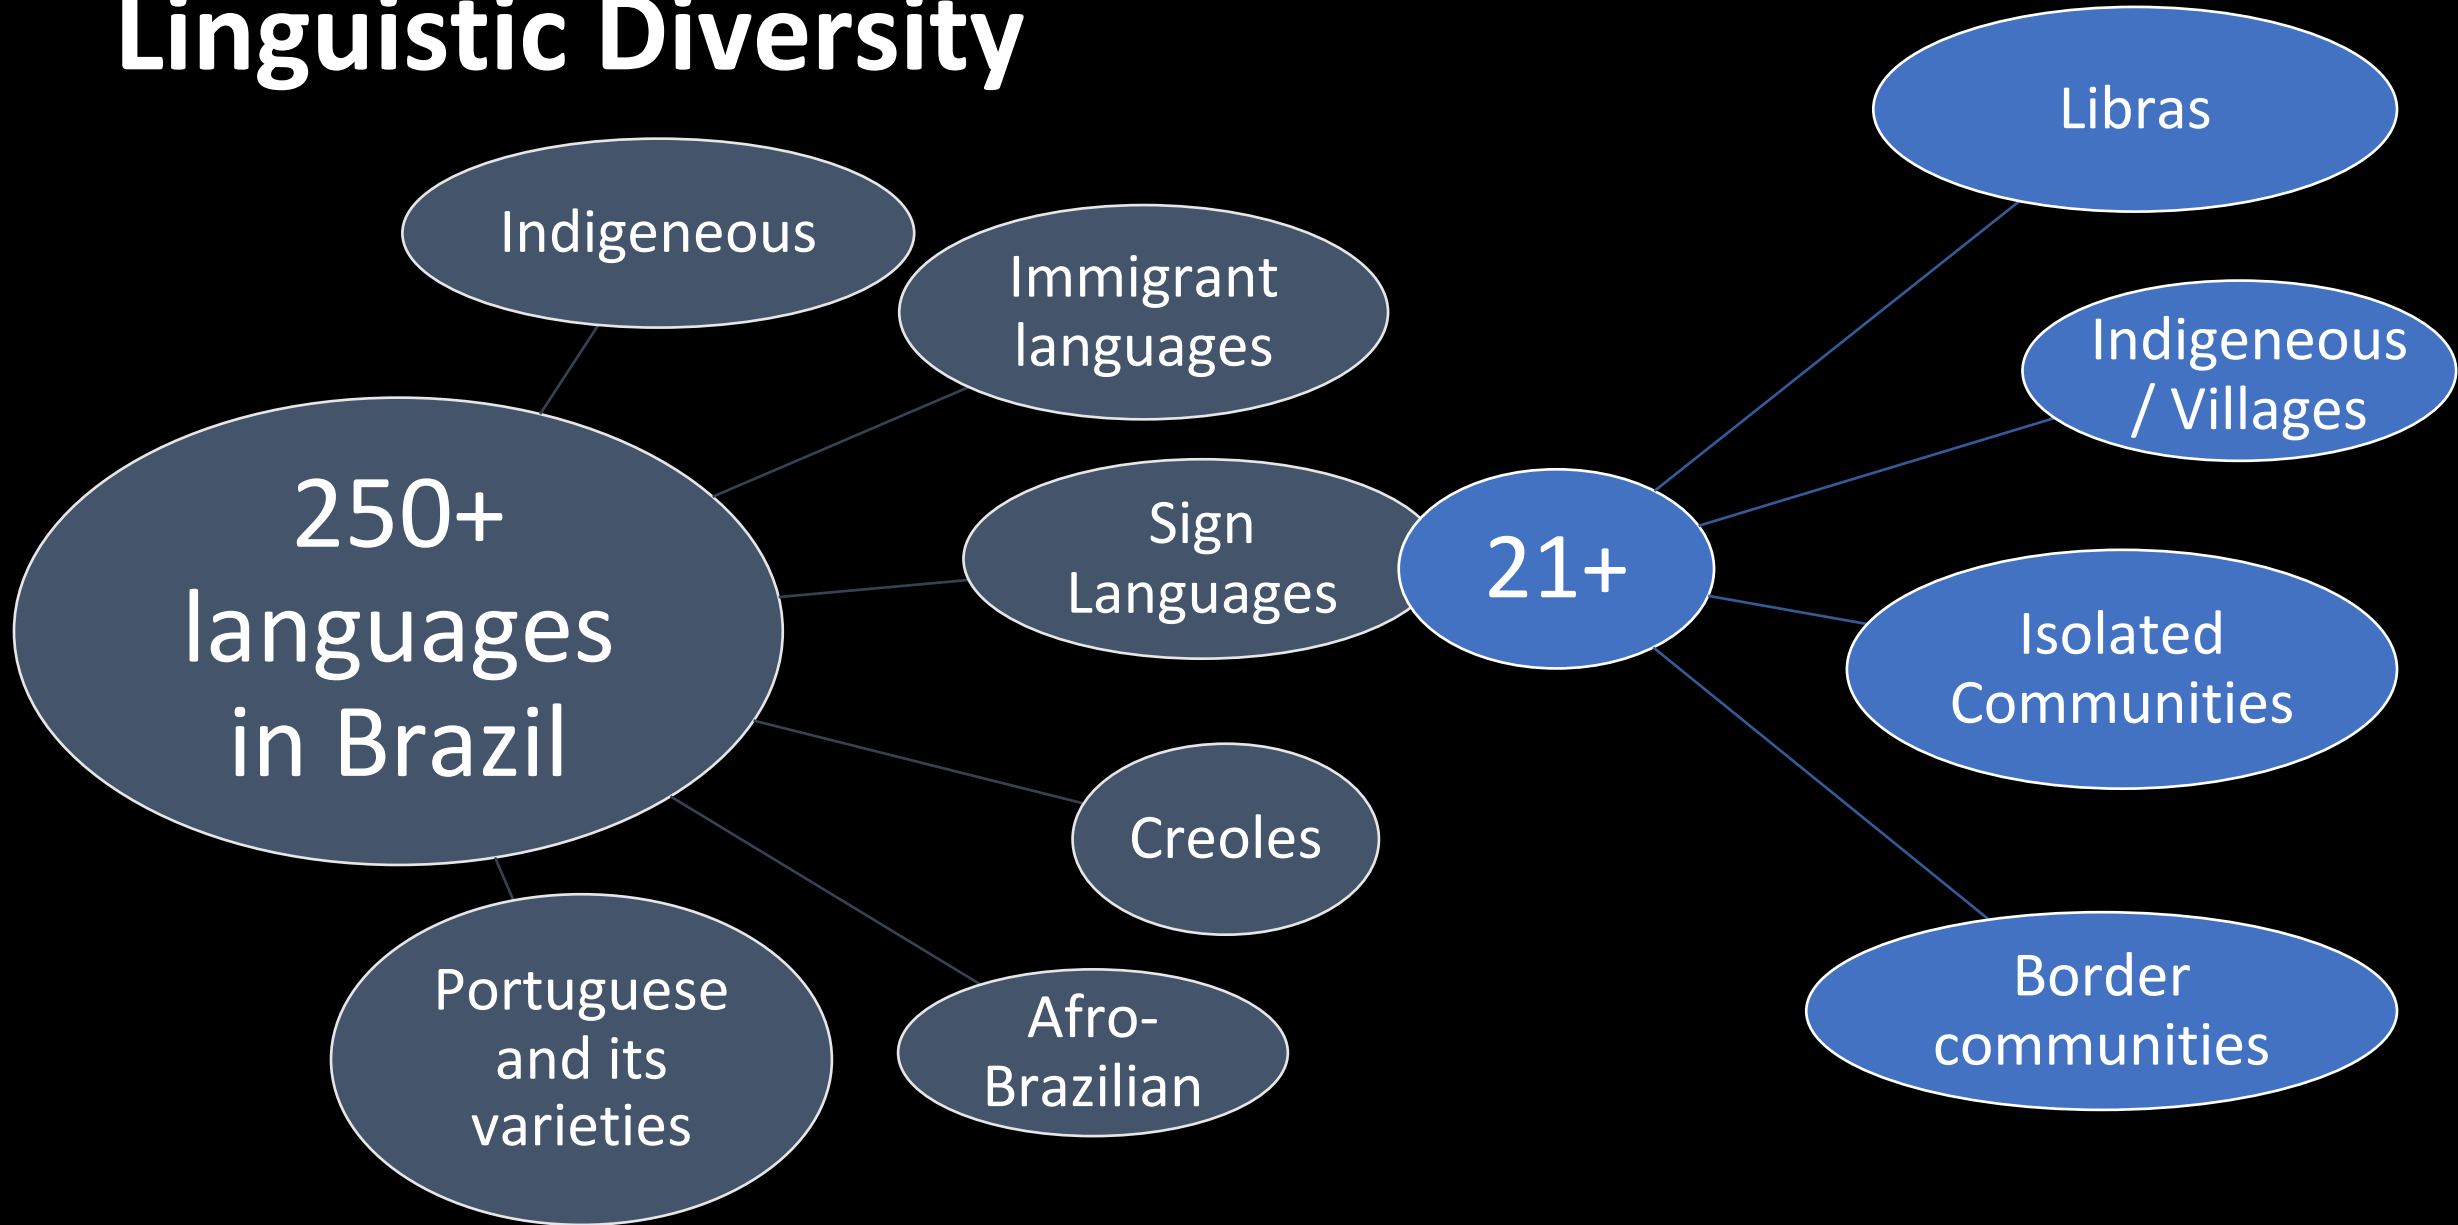 Linguistic Diversity
Indigeneous
Immigrant
languages
250+
languages
in Brazil
Sign
Languages
Creoles
Afro-
Brazilian
Portuguese
and its
varieties
21+
Libras
Indigeneous
/ Villages
Isolated
Communities
Border
communities